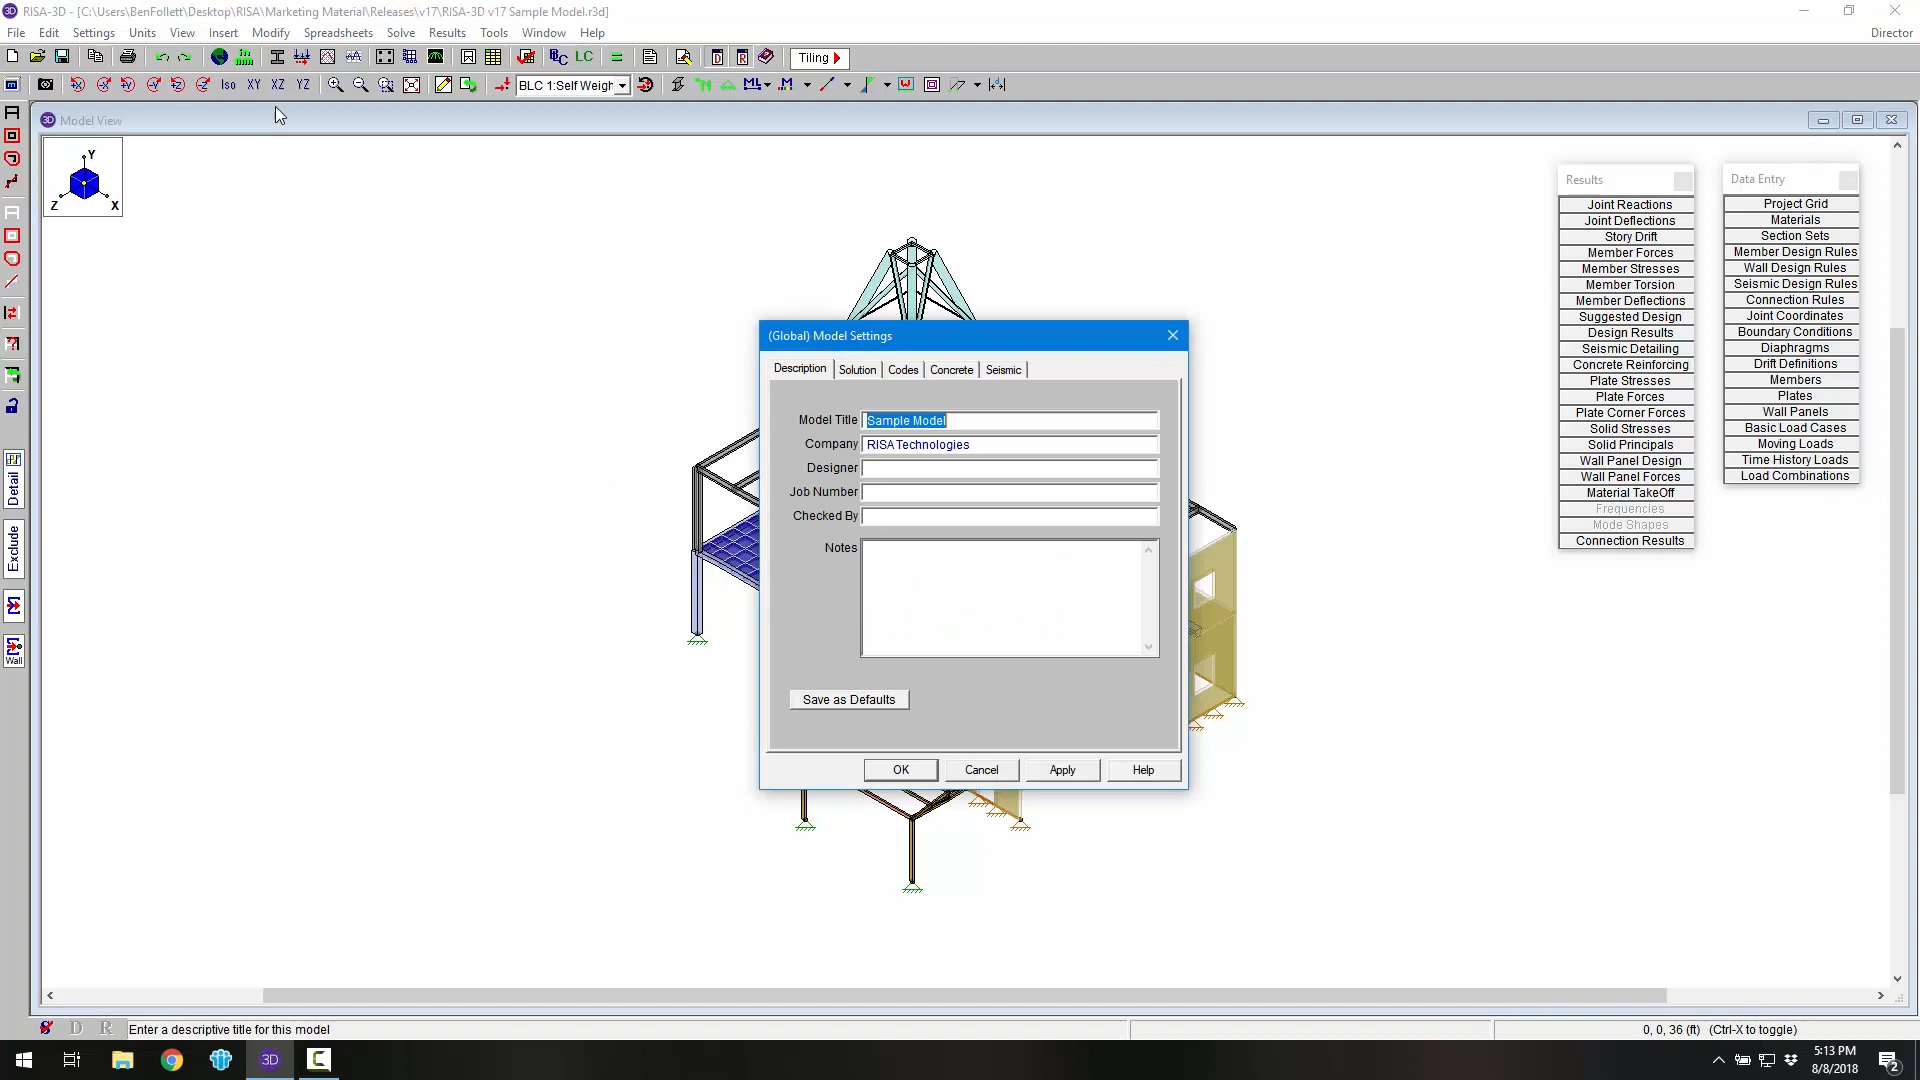 RISA-3D - [C:\Users\BenFollett\Desktop\RISA\Marketing Material\Releases\v17\RISA-3D v17 Sample Model.r3d]
File Edit Settings Units View Insert Modify Spreadsheets Solve Results Tools Window Help Director
LC Tiling
Iso XY XZ YZ BLC 1:Self Weigh
3D Model View
Y
Z X
Results
Joint Reactions
Joint Deflections
Story Drift
Member Forces
Member Stresses
Member Torsion
Member Deflections
Suggested Design
Design Results
Seismic Detailing
Concrete Reinforcing
Plate Stresses
Plate Forces
Plate Corner Forces
Solid Stresses
Solid Principals
Wall Panel Design
Wall Panel Forces
Material TakeOff
Frequencies
Mode Shapes
Connection Results
Data Entry
Project Grid
Materials
Section Sets
Member Design Rules
Wall Design Rules
Seismic Design Rules
Connection Rules
Joint Coordinates
Boundary Conditions
Diaphragms
Drift Definitions
Members
Plates
Wall Panels
Basic Load Cases
Moving Loads
Time History Loads
Load Combinations
(Global) Model Settings
Description Solution Codes Concrete Seismic
Model Title Sample Model
Company RISA Technologies
Designer
Job Number
Checked By
Notes
Save as Defaults
OK Cancel Apply Help
Detail
Exclude
Wall
D R Enter a descriptive title for this model 0, 0, 36 (ft) (Ctrl-X to toggle)
3D
5:13 PM
8/8/2018
2